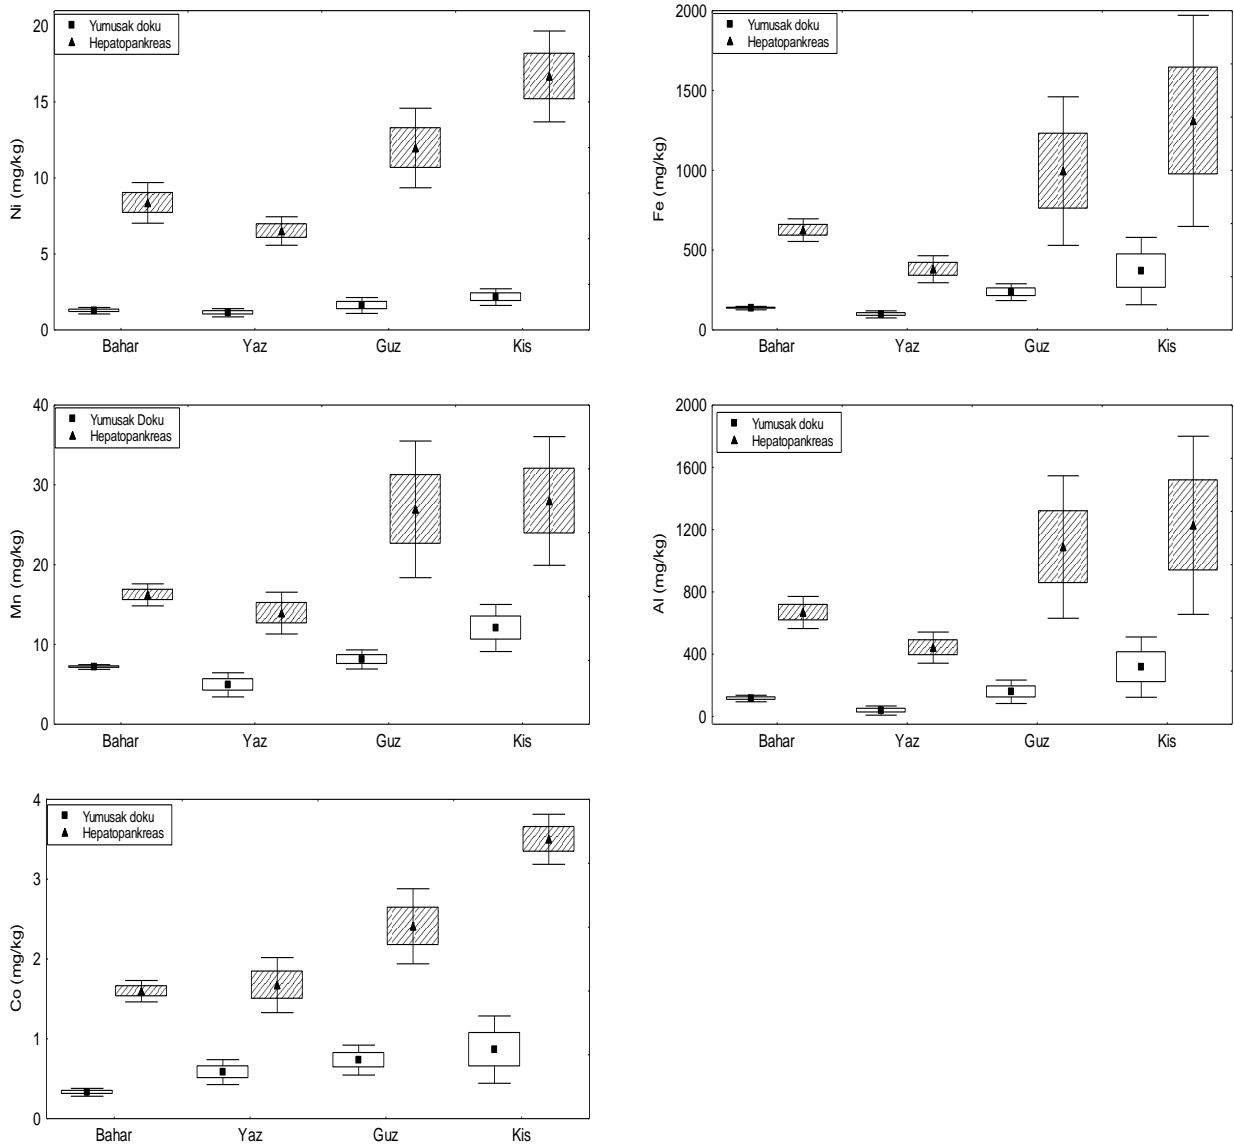 Yumusak doku
Hepatopankreas
Ni (mg/kg)
20
15
10
5
0
Bahar Yaz Guz Kis
Yumusak doku
Hepatopankreas
Fe (mg/kg)
2000
1500
1000
500
0
Bahar Yaz Guz Kis
Yumusak Doku
Hepatopankreas
Mn (mg/kg)
40
30
20
10
0
Bahar Yaz Guz Kis
Yumusak doku
Hepatopankreas
Al (mg/kg)
2000
1600
1200
800
400
0
Bahar Yaz Guz Kis
Yumusak doku
Hepatopankreas
Co (mg/kg)
4
3
2
1
0
Bahar Yaz Guz Kis